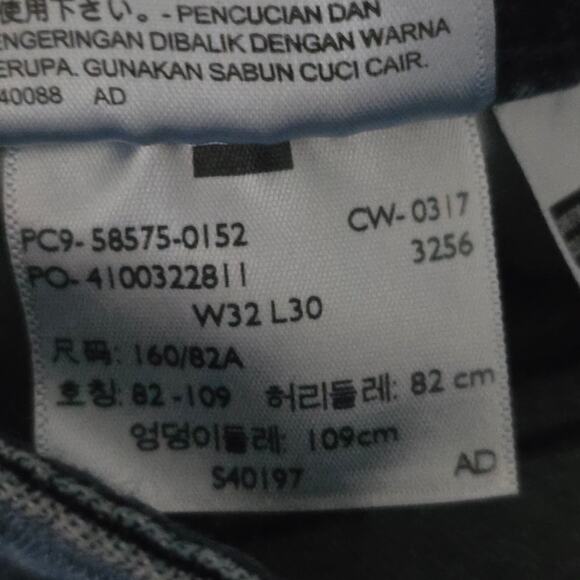 使用下さい。-PENCUCIAN DAN
ENGERINGAN DIBALIK DENGAN WARNA
ERUPA. GUNAKAN SABUN CUCI CAIR.
40088 AD
PC9-58575-0152 CW-0317
3256
PO-4100322811
W32 L30
尺码: 160/82A
호칭: 82-109 허리둘레: 82 cm
엉덩이둘레: 109cm
S40197 AD